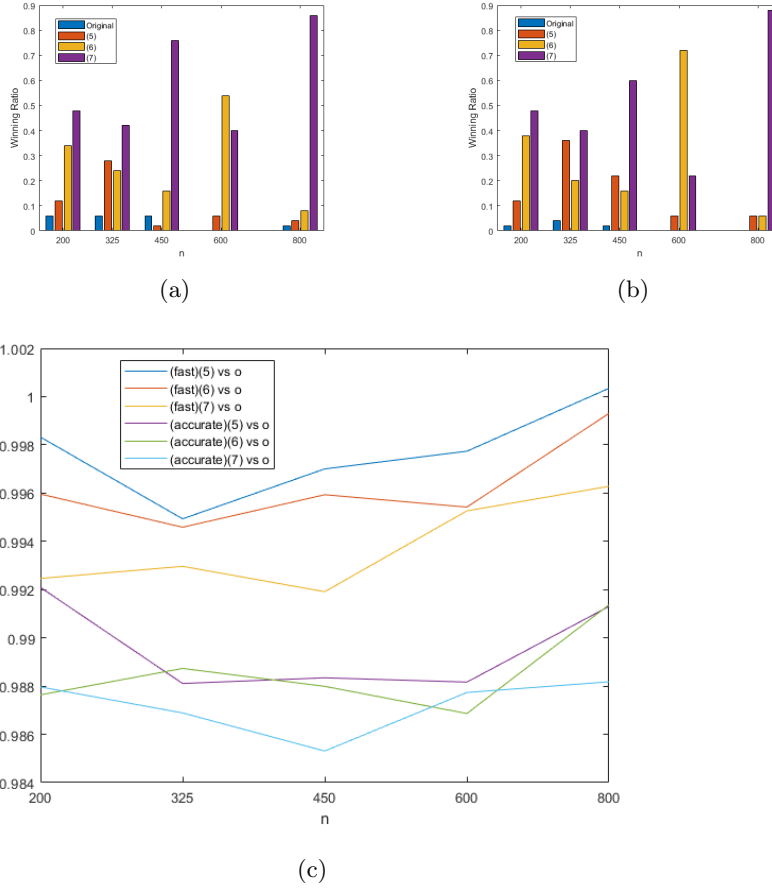 0.9
0.8
0.7
0.6
0.5
0.4
0.3
0.2
0.1
0
Winning Ratio
Original
(5)
(6)
(7)
200 325 450 600 800
n
(a)
0.9
0.8
0.7
0.6
0.5
0.4
0.3
0.2
0.1
0
Winning Ratio
Original
(5)
(6)
(7)
200 325 450 600 800
n
(b)
1.002
1
0.998
0.996
0.994
0.992
0.99
0.988
0.986
0.984
(fast)(5) vs o
(fast)(6) vs o
(fast)(7) vs o
(accurate)(5) vs o
(accurate)(6) vs o
(accurate)(7) vs o
200 325 450 600 800
n
(c)